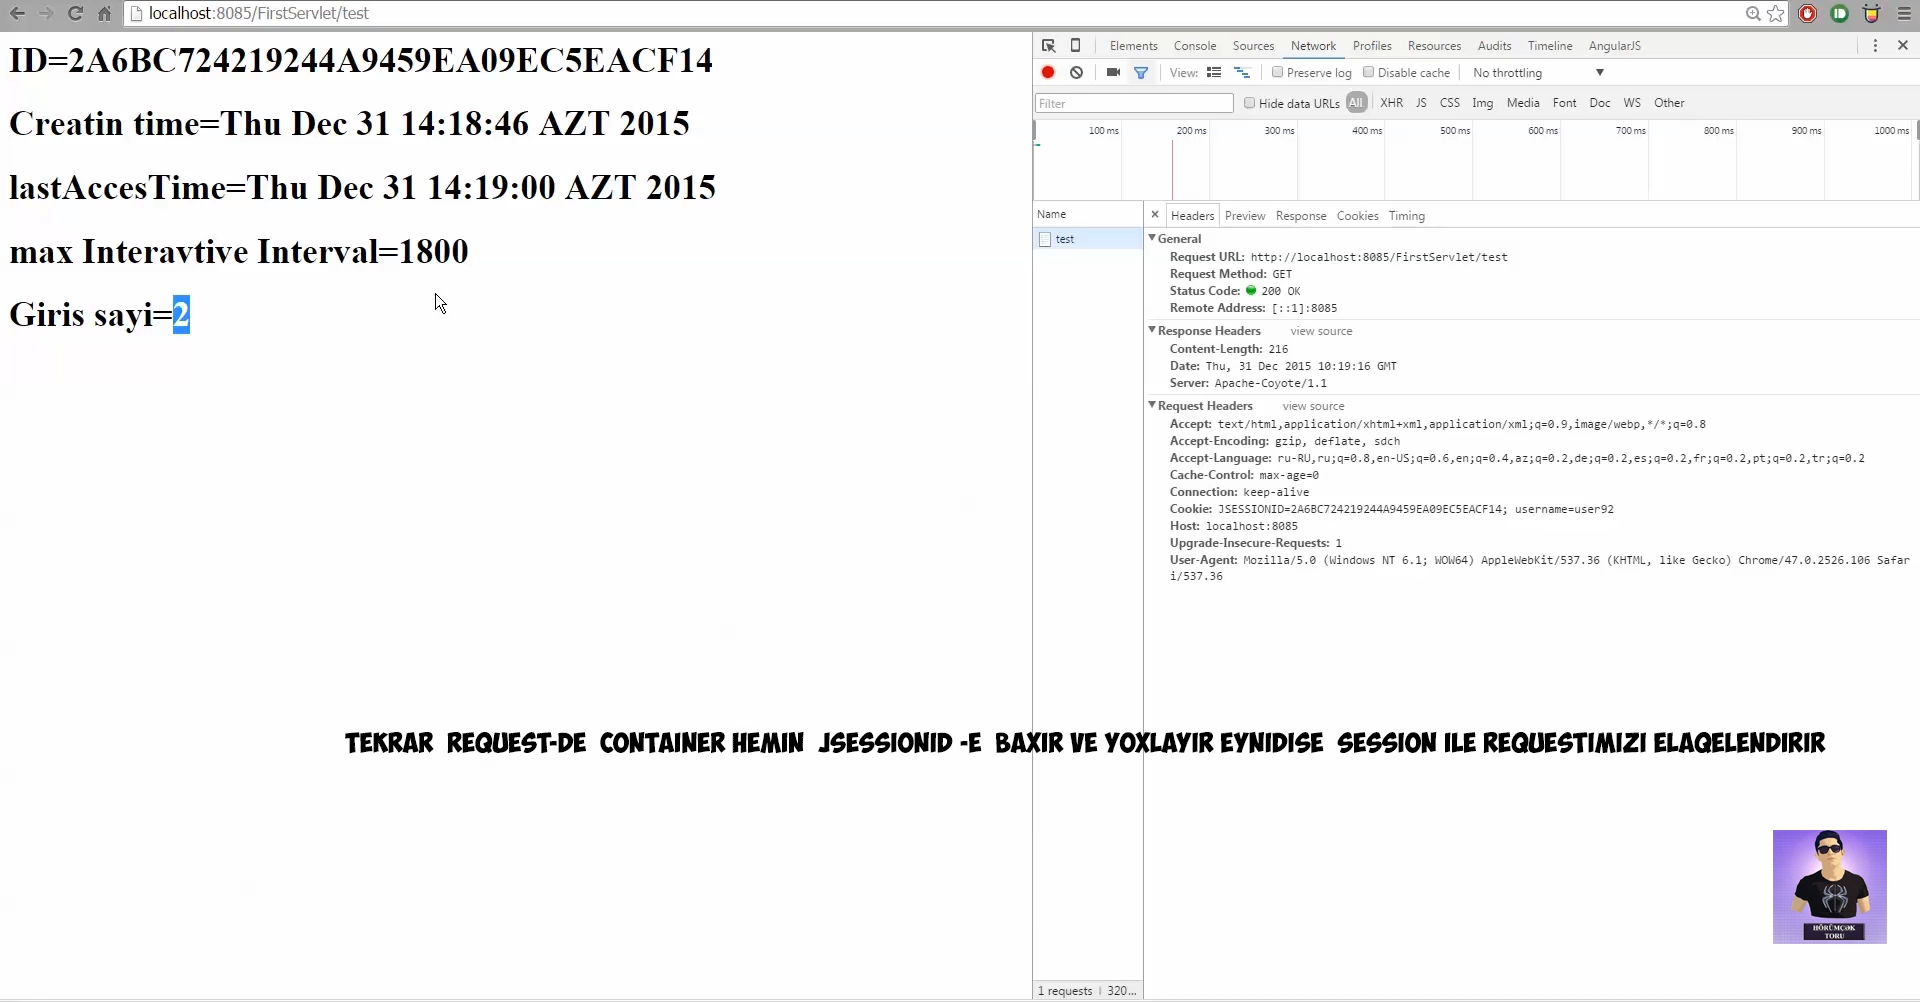 localhost:8085/FirstServlet/test
ID=2A6BC724219244A9459EA09EC5EACF14
Creatin time=Thu Dec 31 14:18:46 AZT 2015
lastAccesTime=Thu Dec 31 14:19:00 AZT 2015
max Interavtive Interval=1800
Giris sayi=2
Elements Console Sources Network Profiles Resources Audits Timeline AngularJS
View: Preserve log Disable cache No throttling
Filter Hide data URLs All XHR JS CSS Img Media Font Doc WS Other
100 ms 200 ms 300 ms 400 ms 500 ms 600 ms 700 ms 800 ms 900 ms 1000 ms
Name
test
Headers Preview Response Cookies Timing
General
Request URL: http://localhost:8085/FirstServlet/test
Request Method: GET
Status Code: 200 OK
Remote Address: [::1]:8085
Response Headers view source
Content-Length: 216
Date: Thu, 31 Dec 2015 10:19:16 GMT
Server: Apache-Coyote/1.1
Request Headers view source
Accept: text/html,application/xhtml+xml,application/xml;q=0.9,image/webp,*/*;q=0.8
Accept-Encoding: gzip, deflate, sdch
Accept-Language: ru-RU,ru;q=0.8,en-US;q=0.6,en;q=0.4,az;q=0.2,de;q=0.2,es;q=0.2,fr;q=0.2,pt;q=0.2,tr;q=0.2
Cache-Control: max-age=0
Connection: keep-alive
Cookie: JSESSIONID=2A6BC724219244A9459EA09EC5EACF14; username=user92
Host: localhost:8085
Upgrade-Insecure-Requests: 1
User-Agent: Mozilla/5.0 (Windows NT 6.1; WOW64) AppleWebKit/537.36 (KHTML, like Gecko) Chrome/47.0.2526.106 Safar
i/537.36
TEKRAR REQUEST-DE CONTAINER HEMIN JSESSIONID -E BAXIR VE YOXLAYIR EYNIDISE SESSION ILE REQUESTIMIZI ELAQELENDIRIR
HÖRÜMÇƏK
TORU
1 requests | 320...